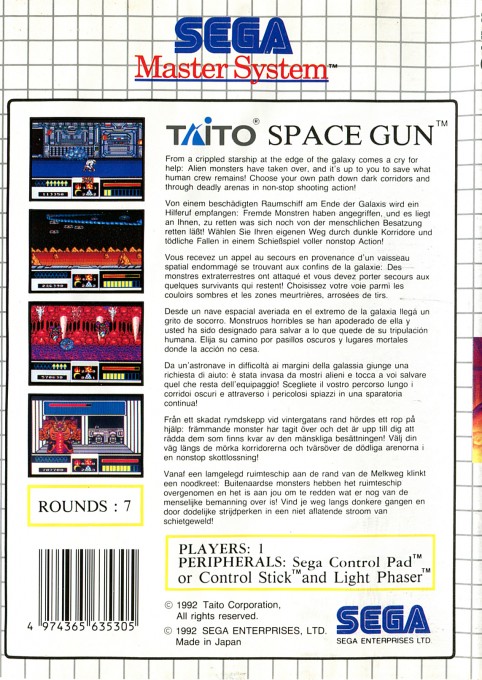 SEGA
Master System™
TAITO® SPACE GUN™
From a crippled starship at the edge of the galaxy comes a cry for
help: Alien monsters have taken over, and it's up to you to save what
human crew remains! Choose your own path down dark corridors and
through deadly arenas in non-stop shooting action!
Von einem beschädigten Raumschiff am Ende der Galaxis wird ein
Hilferuf empfangen: Fremde Monstren haben angegriffen, und es liegt
an Ihnen, zu retten was sich noch von der menschlichen Besatzung
retten läßt! Wählen Sie Ihren eigenen Weg durch dunkle Korridore und
tödliche Fallen in einem Schießspiel voller nonstop Action!
Vous recevez un appel au secours en provenance d'un vaisseau
spatial endommagé se trouvant aux confins de la galaxie: Des
monstres extraterrestres ont attaqué et vous devez porter secours aux
quelques survivants qui restent! Choisissez votre voie parmi les
couloirs sombres et les zones meurtrières, arrosées de tirs.
Desde un nave espacial averiada en el extremo de la galaxia llegá un
grito de socorro. Monstruos horribles se han apoderado de ella y
usted ha sido designado para salvar a lo que quede de su tripulación
humana. Elija su camino por pasillos oscuros y lugares mortales
donde la acción no cesa.
Da un'astronave in difficoltà ai margini della galassia giunge una
richiesta di aiuto: è stata invasa da mostri alieni e tocca a voi salvare
quel che resta dell'equipaggio! Scegliete il vostro percorso lungo i
corridoi oscuri e attraverso i pericolosi spiazzi in una sparatoria
continua!
Från ett skadat rymdskepp vid vintergatans rand hördes ett rop på
hjälp: främmande monster har tagit över och det är upp till dig att
rädda dem som finns kvar av den mänskliga besättningen! Välj din
väg längs de mörka korridorerna och tvärsöver de dödliga arenorna i
en nonstop skottlossning!
Vanaf een lamgelegd ruimteschip aan de rand van de Melkweg klinkt
een noodkreet: Buitenaardse monsters hebben het ruimteschip
overgenomen en het is aan jou om te redden wat er nog van de
menselijke bemanning over is! Vind je weg langs donkere gangen en
door dodelijke strijdperken in een niet aflatende stroom van
schietgeweld!
ROUNDS : 7
PLAYERS: 1
PERIPHERALS: Sega Control Pad™
or Control Stick™ and Light Phaser™
4 974365 635305
© 1992 Taito Corporation,
All rights reserved.
© 1992 SEGA ENTERPRISES, LTD.
Made in Japan
SEGA
SEGA ENTERPRISES LTD.